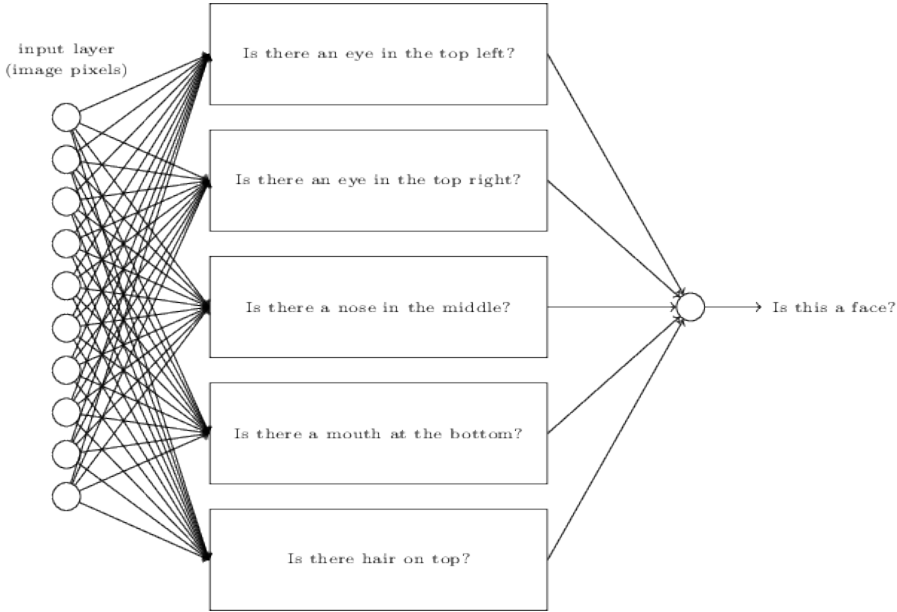 input layer
(image pixels)
Is there an eye in the top left?
Is there an eye in the top right?
Is there a nose in the middle?
Is this a face?
Is there a mouth at the bottom?
Is there hair on top?